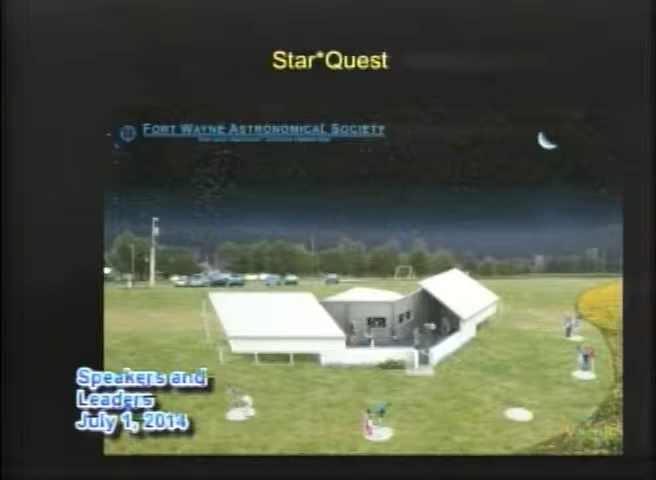 Star*Quest
FORT WAYNE ASTRONOMICAL SOCIETY
Speakers and
Leaders
July 1, 2014